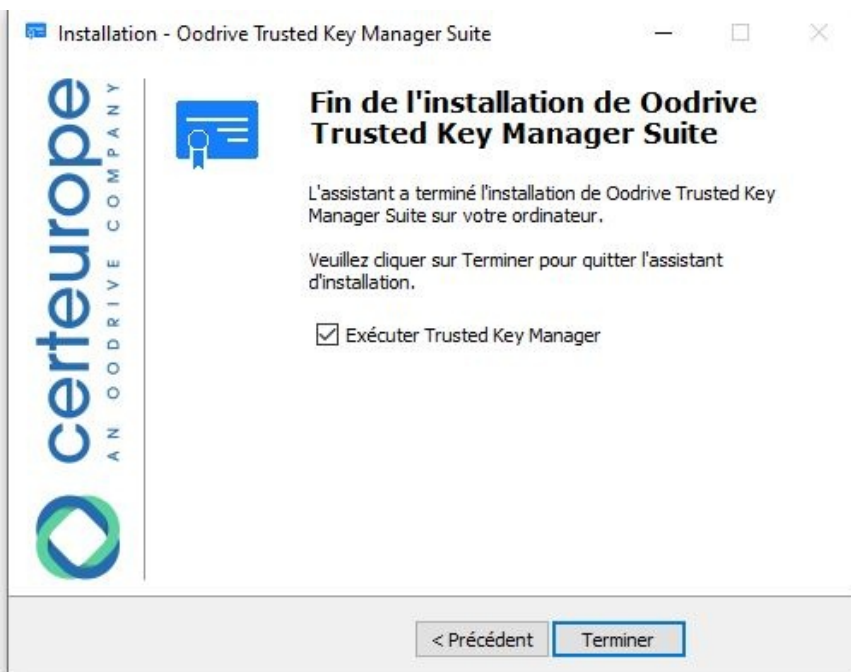 Installation - Oodrive Trusted Key Manager Suite
certeurope
AN OODRIVE COMPANY
Fin de l'installation de Oodrive
Trusted Key Manager Suite
L'assistant a terminé l'installation de Oodrive Trusted Key
Manager Suite sur votre ordinateur.
Veuillez cliquer sur Terminer pour quitter l'assistant
d'installation.
Exécuter Trusted Key Manager
< Précédent
Terminer